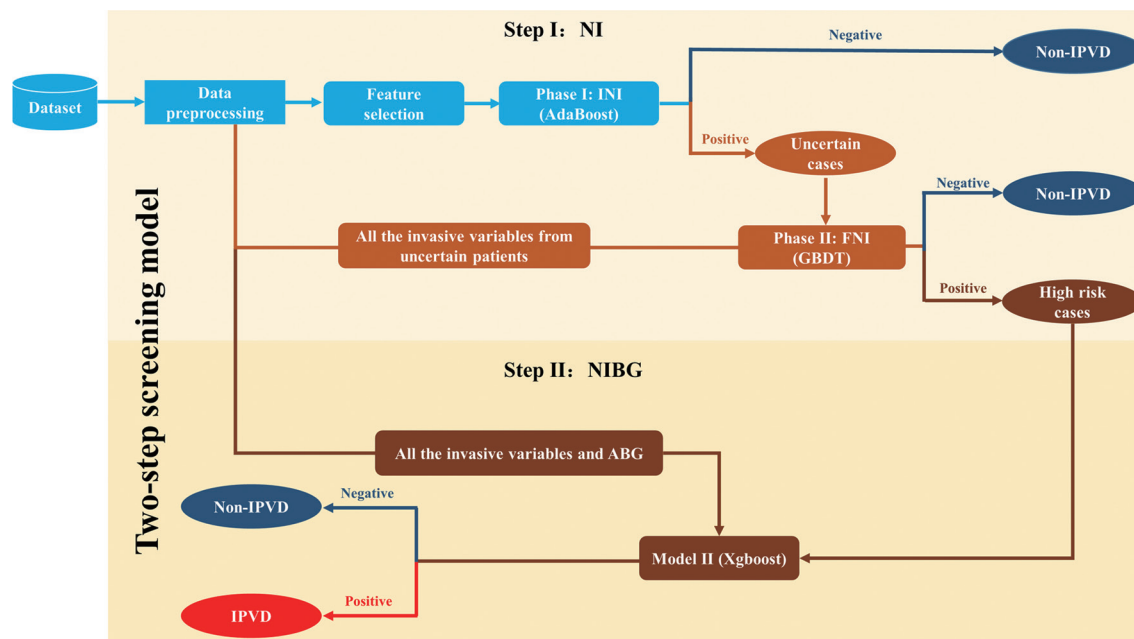 Step I: NI
Negative
Non-IPVD
Dataset
Data
preprocessing
Feature
selection
Phase I: INI
(AdaBoost)
Positive
Uncertain
cases
Negative
Non-IPVD
All the invasive variables from
uncertain patients
Phase II: FNI
(GBDT)
Positive
High risk
cases
Two-step screening model
Step II: NIBG
All the invasive variables and ABG
Non-IPVD
Negative
Model II (Xgboost)
IPVD
Positive